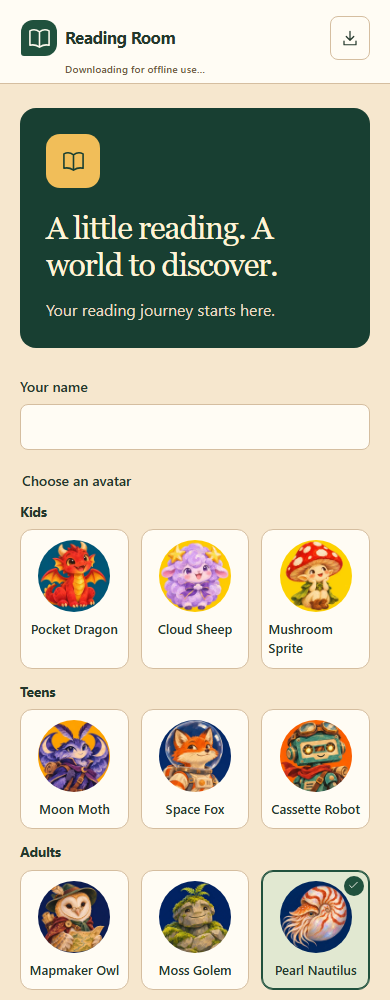 Reading Room
Downloading for offline use...
A little reading. A
world to discover.
Your reading journey starts here.
Your name
Choose an avatar
Kids
Pocket Dragon
Cloud Sheep
Mushroom
Sprite
Teens
Moon Moth
Space Fox
Cassette Robot
Adults
Mapmaker Owl
Moss Golem
Pearl Nautilus